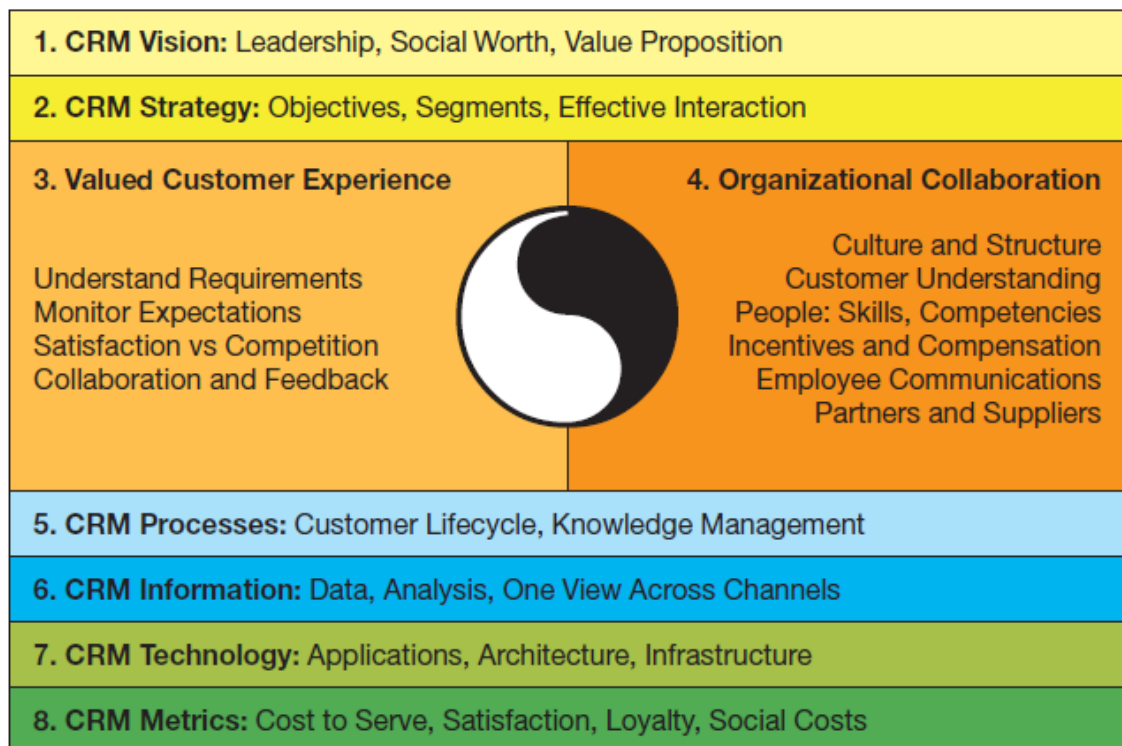 1. CRM Vision: Leadership, Social Worth, Value Proposition
2. CRM Strategy: Objectives, Segments, Effective Interaction
3. Valued Customer Experience
Understand Requirements
Monitor Expectations
Satisfaction vs Competition
Collaboration and Feedback
4. Organizational Collaboration
Culture and Structure
Customer Understanding
People: Skills, Competencies
Incentives and Compensation
Employee Communications
Partners and Suppliers
5. CRM Processes: Customer Lifecycle, Knowledge Management
6. CRM Information: Data, Analysis, One View Across Channels
7. CRM Technology: Applications, Architecture, Infrastructure
8. CRM Metrics: Cost to Serve, Satisfaction, Loyalty, Social Costs